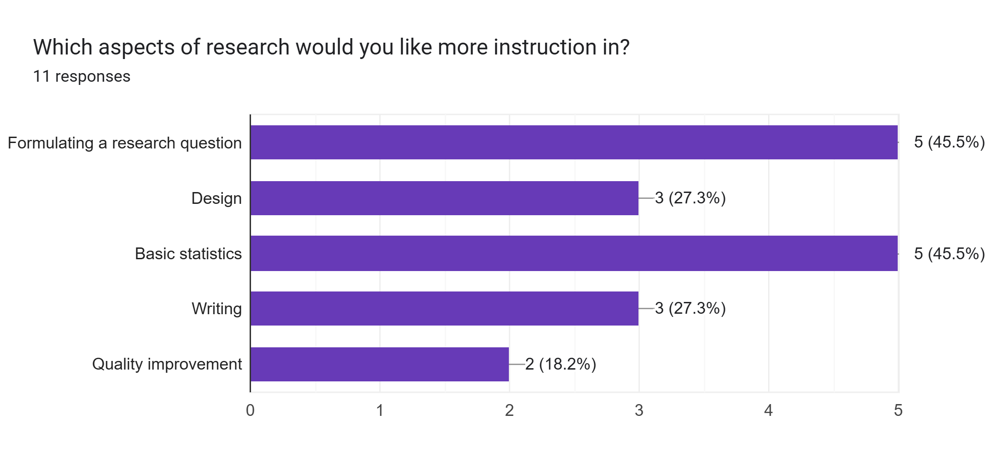 Which aspects of research would you like more instruction in?
11 responses
Formulating a research question
5 (45.5%)
Design
3 (27.3%)
Basic statistics
5 (45.5%)
Writing
3 (27.3%)
Quality improvement
2 (18.2%)
0 1 2 3 4 5